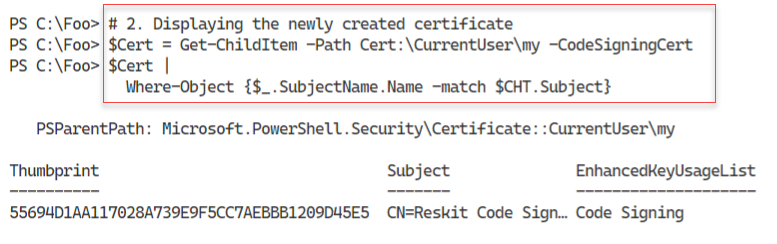 PS C:\Foo> # 2. Displaying the newly created certificate
PS C:\Foo> $Cert = Get-ChildItem -Path Cert:\CurrentUser\my -CodeSigningCert
PS C:\Foo> $Cert |
Where-Object {$_.SubjectName.Name -match $CHT.Subject}
PSParentPath: Microsoft.PowerShell.Security\Certificate::CurrentUser\my
Thumbprint Subject EnhancedKeyUsageList
---------- ------- --------------------
55694D1AA117028A739E9F5CC7AEBBB1209D45E5 CN=Reskit Code Sign… Code Signing